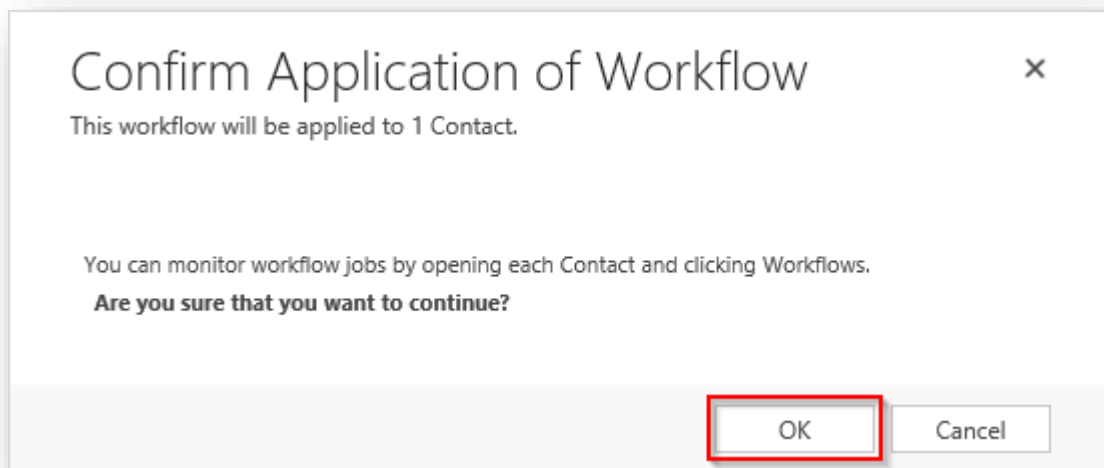 Confirm Application of Workflow
×
This workflow will be applied to 1 Contact.
You can monitor workflow jobs by opening each Contact and clicking Workflows.
Are you sure that you want to continue?
OK Cancel